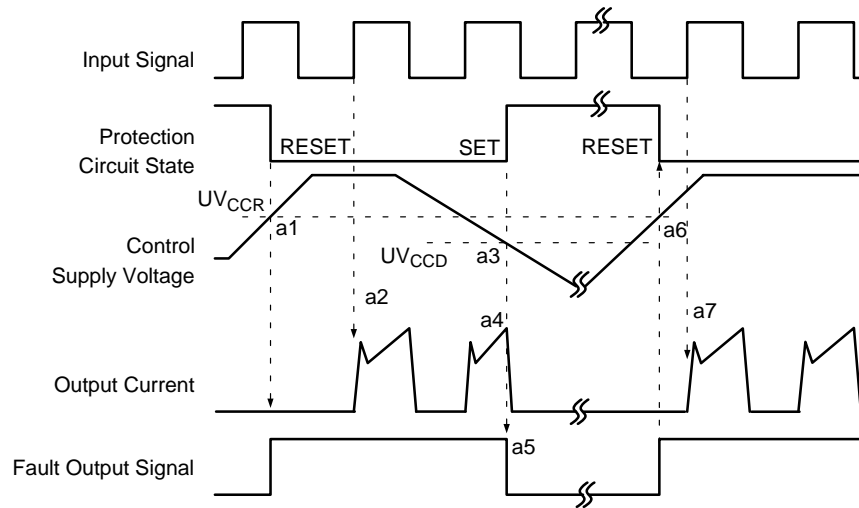 Input Signal
Protection
Circuit State
RESET
SET
RESET
UVCCR
a1
a6
Control
Supply Voltage
UVCCD
a3
a2
a4
a7
Output Current
a5
Fault Output Signal